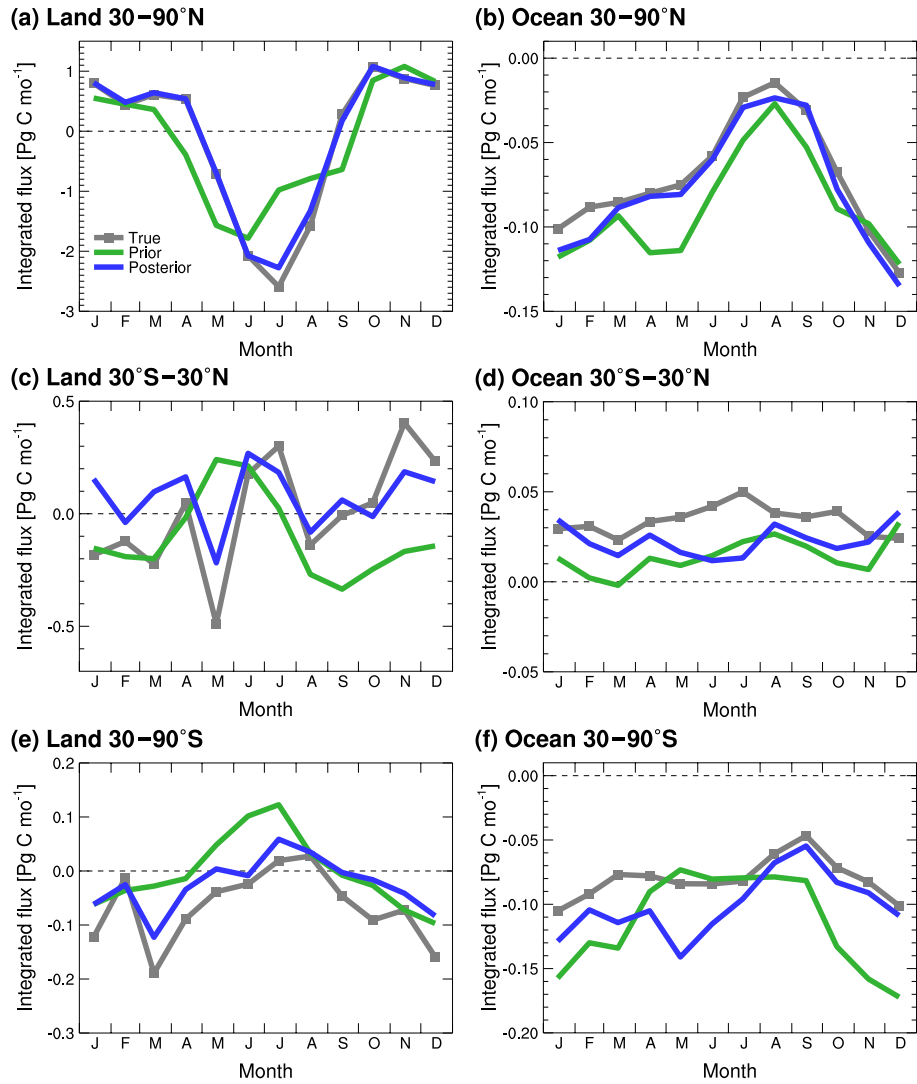 (a) Land 30−90°N
Integrated flux [Pg C mo⁻¹]
1
0
-1
-2
-3
True
Prior
Posterior
J F M A M J J A S O N D
Month
(b) Ocean 30−90°N
Integrated flux [Pg C mo⁻¹]
0.00
-0.05
-0.10
-0.15
J F M A M J J A S O N D
Month
(c) Land 30°S−30°N
Integrated flux [Pg C mo⁻¹]
0.5
0.0
-0.5
J F M A M J J A S O N D
Month
(d) Ocean 30°S−30°N
Integrated flux [Pg C mo⁻¹]
0.10
0.05
0.00
-0.05
J F M A M J J A S O N D
Month
(e) Land 30−90°S
Integrated flux [Pg C mo⁻¹]
0.2
0.1
0.0
-0.1
-0.2
-0.3
J F M A M J J A S O N D
Month
(f) Ocean 30−90°S
Integrated flux [Pg C mo⁻¹]
0.00
-0.05
-0.10
-0.15
-0.20
J F M A M J J A S O N D
Month